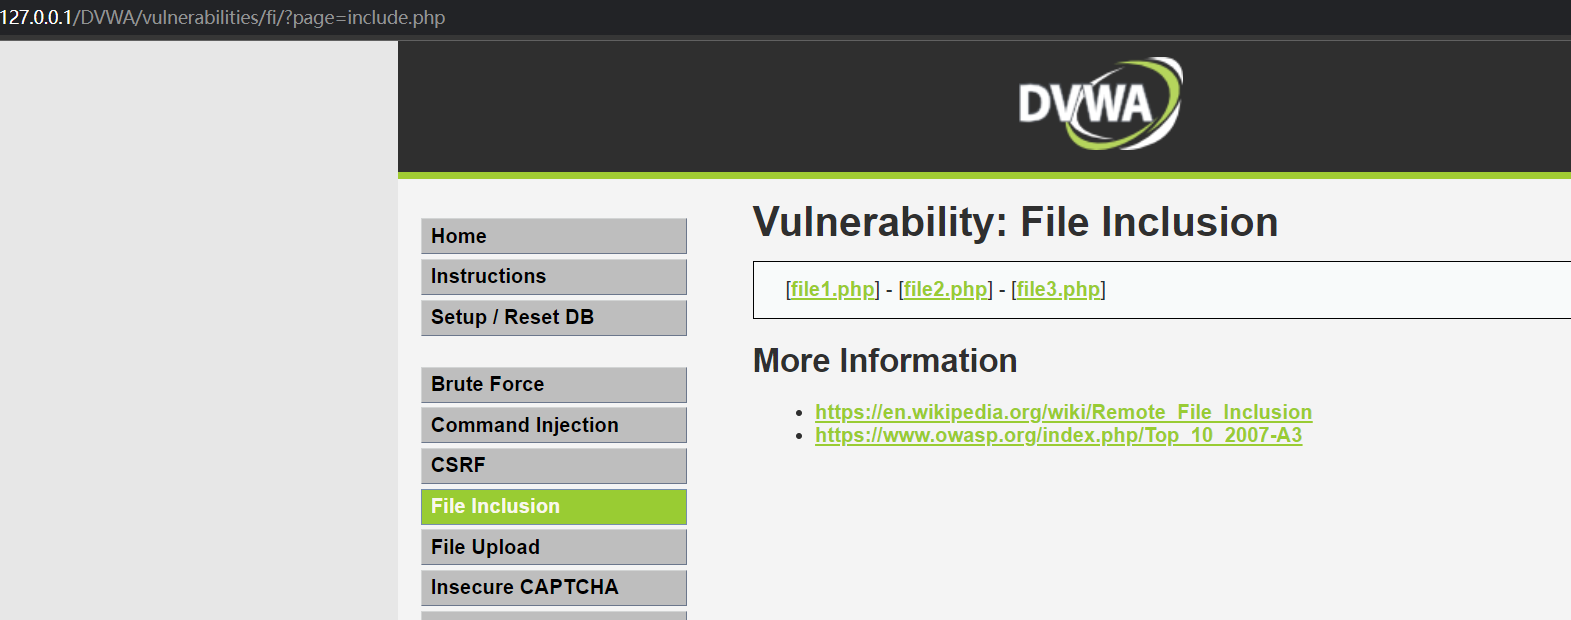 127.0.0.1/DVWA/vulnerabilities/fi/?page=include.php
DVWA
Home
Instructions
Setup / Reset DB
Brute Force
Command Injection
CSRF
File Inclusion
File Upload
Insecure CAPTCHA
Vulnerability: File Inclusion
[file1.php] - [file2.php] - [file3.php]
More Information
https://en.wikipedia.org/wiki/Remote_File_Inclusion
https://www.owasp.org/index.php/Top_10_2007-A3